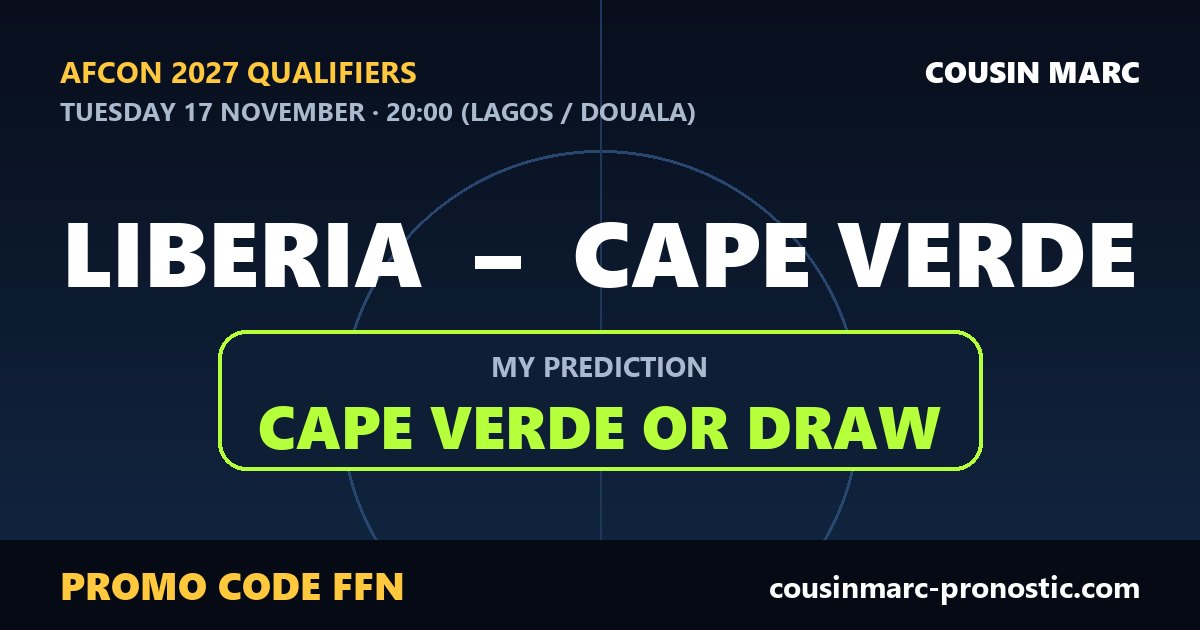 AFCON 2027 QUALIFIERS
COUSIN MARC
TUESDAY 17 NOVEMBER · 20:00 (LAGOS / DOUALA)
LIBERIA – CAPE VERDE
MY PREDICTION
CAPE VERDE OR DRAW
PROMO CODE FFN
cousinmarc-pronostic.com